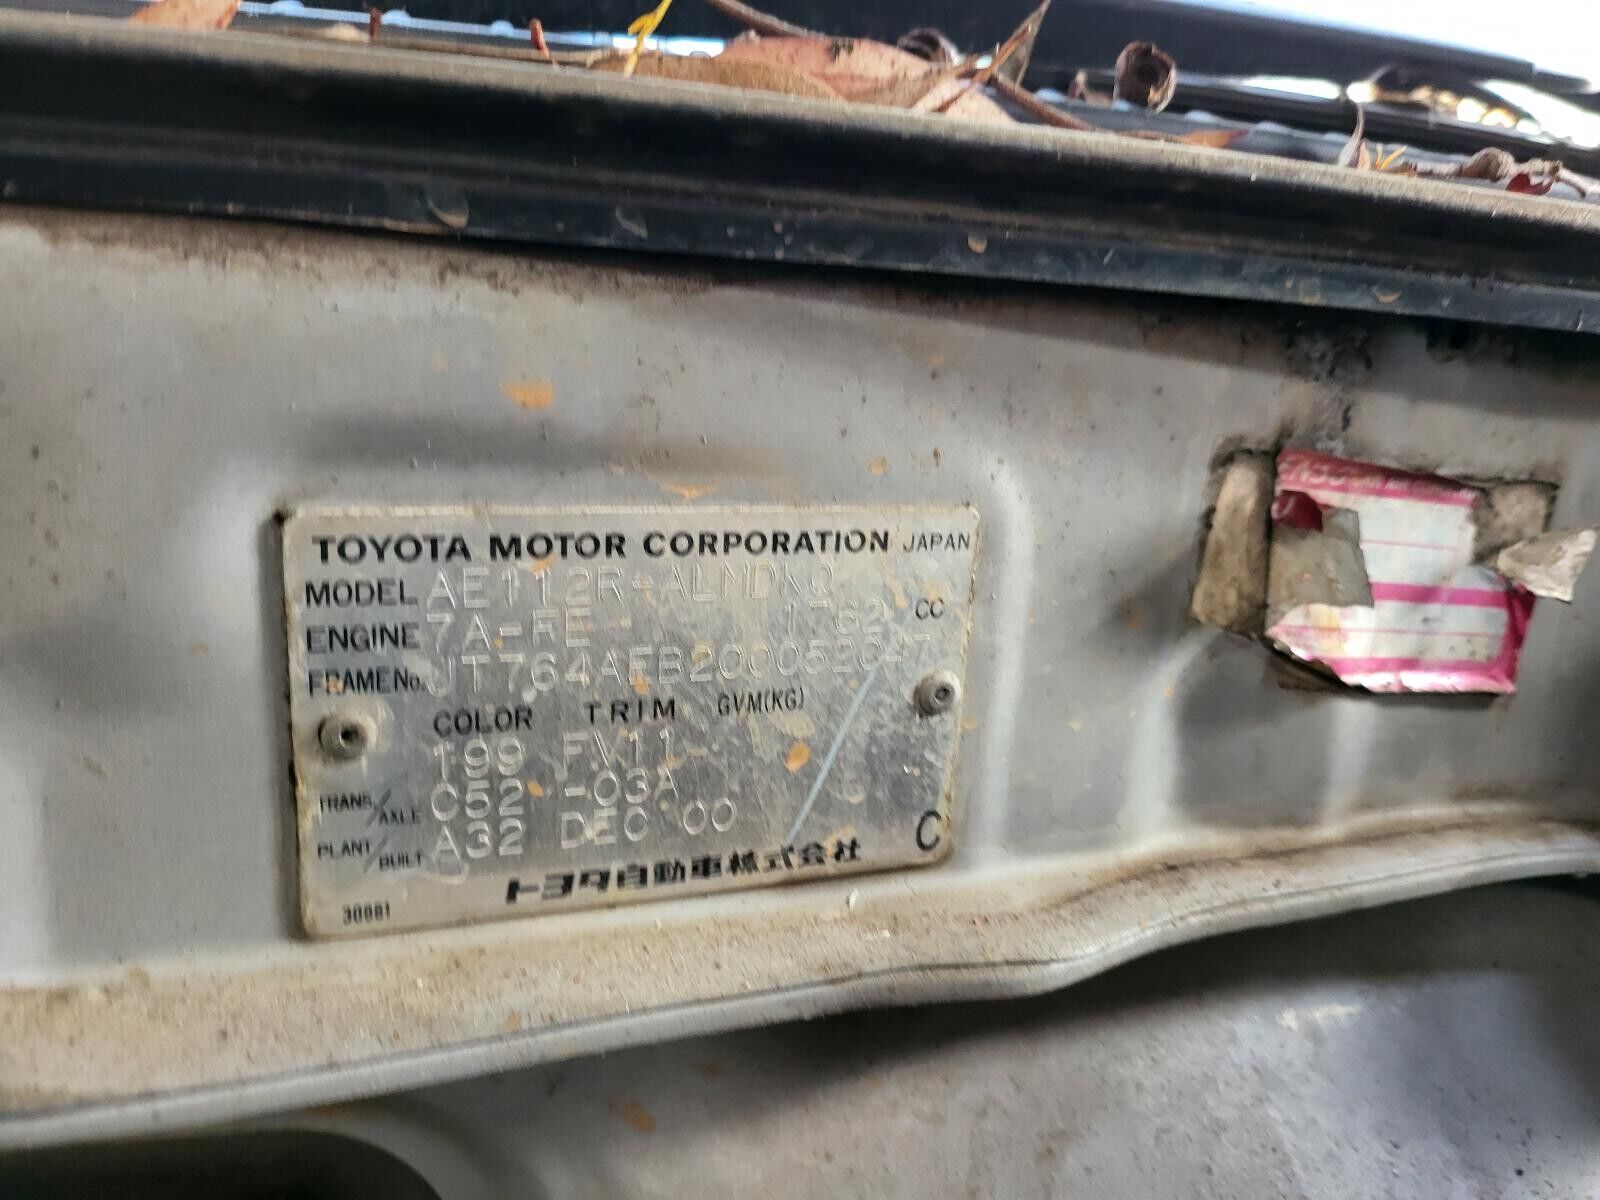 TOYOTA MOTOR CORPORATION JAPAN
MODEL AE112R-ALMDKQ
ENGINE 7A-FE 1762 CC
FRAME No. JT764AEB200052047
COLOR TRIM GVM(KG)
199 FV11
TRANS./AXLE C52 -03A
PLANT/BUILT A32 DEC 00
C
トヨタ自動車株式会社
30881